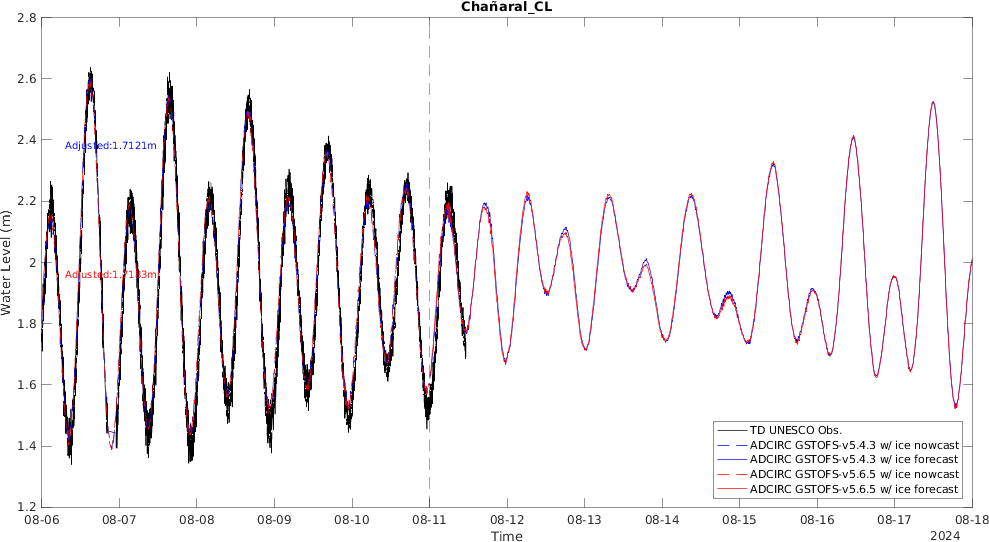 Chañaral_CL
2.8
2.6
2.4
2.2
2
1.8
1.6
1.4
1.2
Water Level (m)
Adjusted:1.7121m
Adjusted:1.7183m
TD UNESCO Obs.
ADCIRC GSTOFS-v5.4.3 w/ ice nowcast
ADCIRC GSTOFS-v5.4.3 w/ ice forecast
ADCIRC GSTOFS-v5.6.5 w/ ice nowcast
ADCIRC GSTOFS-v5.6.5 w/ ice forecast
08-06 08-07 08-08 08-09 08-10 08-11 08-12 08-13 08-14 08-15 08-16 08-17 08-18
Time
2024